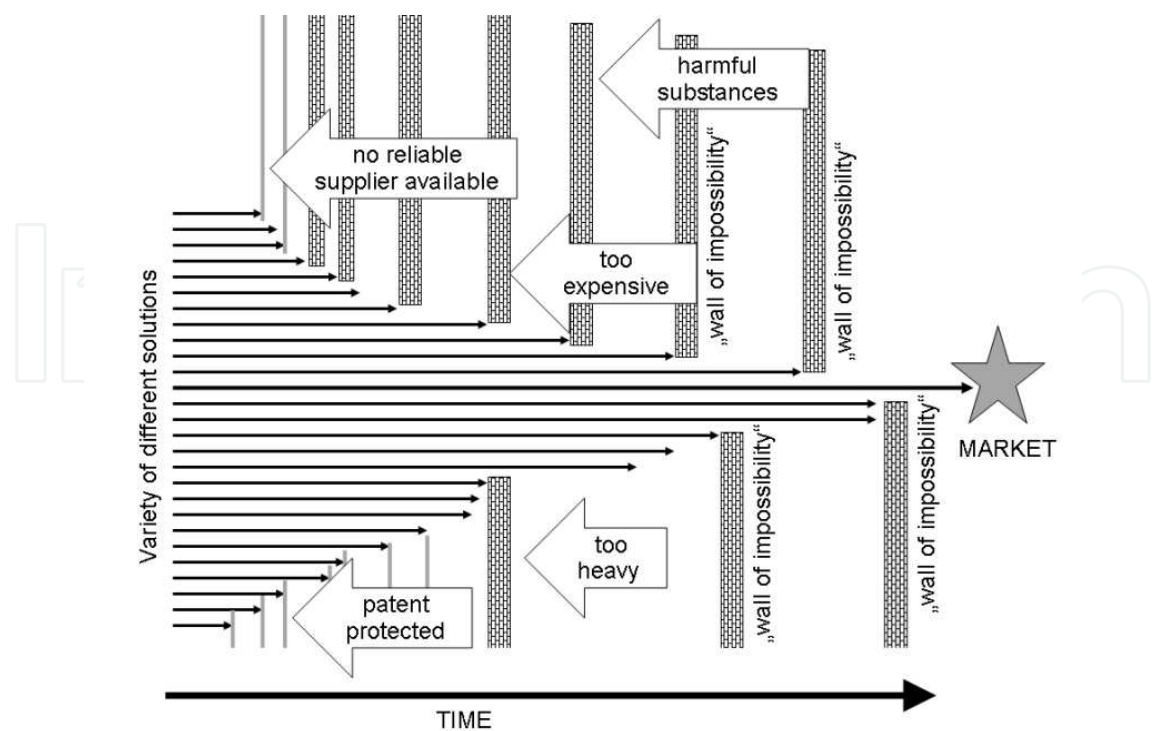 harmful
substances
no reliable
supplier available
too
expensive
„wall of impossibility“
„wall of impossibility“
Variety of different solutions
MARKET
„wall of impossibility“
„wall of impossibility“
too
heavy
patent
protected
TIME